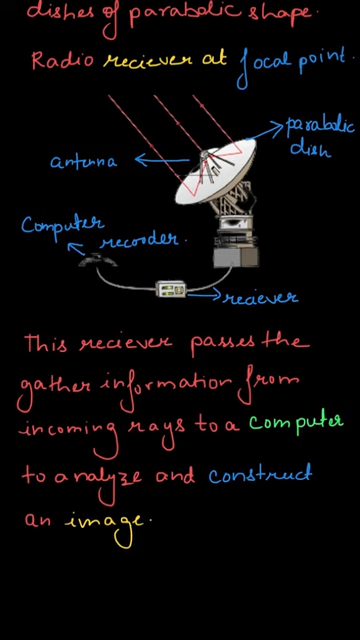 dishes of parabolic shape.
Radio reciever at focal point.
parabolic
dish
antunna
Computer
recorder.
reciever
This reciever passes the
gather information from
incoming rays to a computer
to analyze and construct
an image.